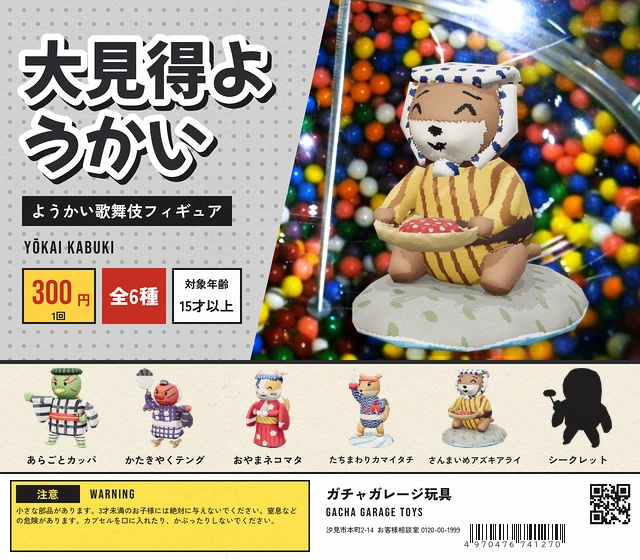 大見得よ
うかい
ようかい歌舞伎フィギュア
YŌKAI KABUKI
300円
1回
全6種
対象年齢
15才以上
あらごとカッパ
かたきやくテング
おやまネコマタ
たちまわりカマイタチ
さんまいめアズキアライ
シークレット
注意 WARNING
小さな部品があります。3才未満のお子様には絶対に与えないでください。窒息など
の危険があります。カプセルを口に入れたり、かぶったりしないでください。
ガチャガレージ玩具
GACHA GARAGE TOYS
汐見市本町2-14 お客様相談室 0120-00-1999
4 970476 741270